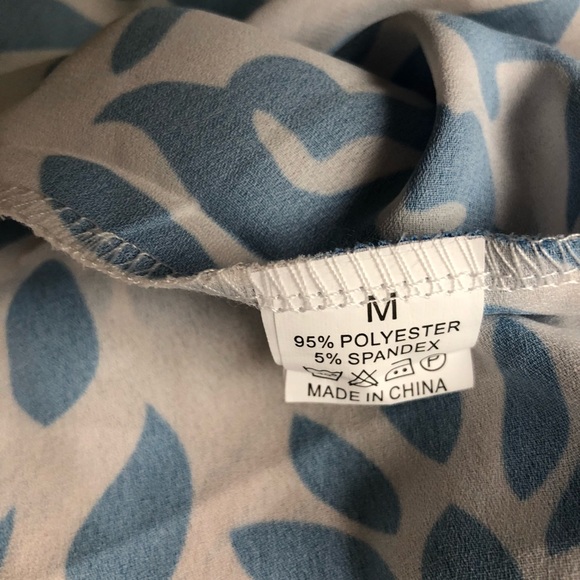 M
95% POLYESTER
5% SPANDEX
P
MADE IN CHINA